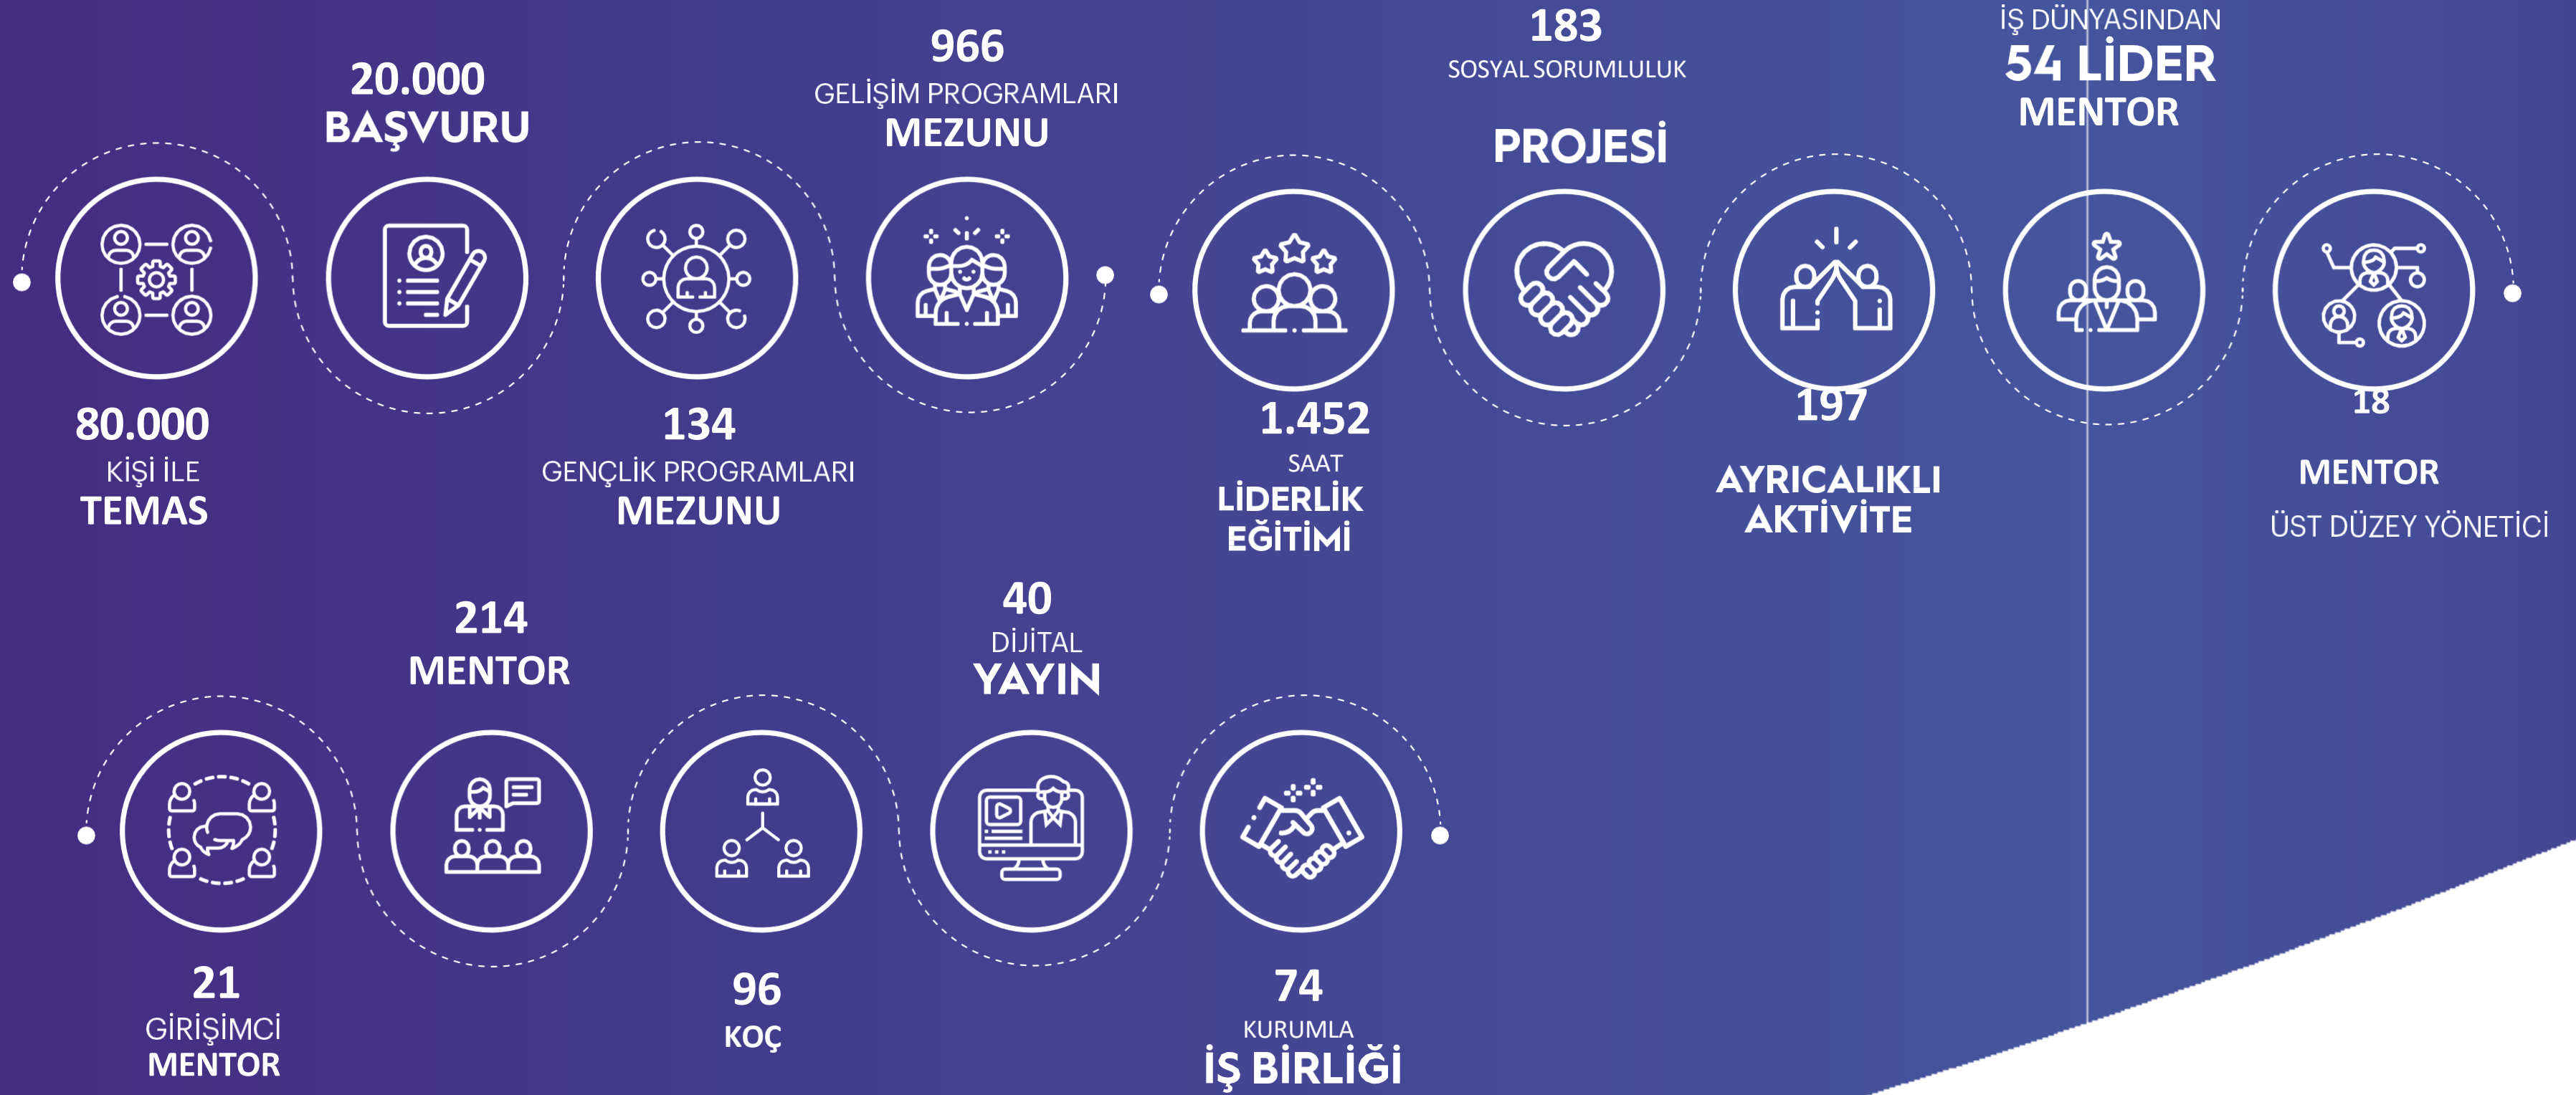 80.000
KİŞİ İLE
TEMAS
20.000
BAŞVURU
134
GENÇLİK PROGRAMLARI
MEZUNU
966
GELİŞİM PROGRAMLARI
MEZUNU
1.452
SAAT
LİDERLİK
EĞİTİMİ
183
SOSYAL SORUMLULUK
PROJESİ
197
AYRICALIKLI
AKTİVİTE
İŞ DÜNYASINDAN
54 LİDER
MENTOR
18
MENTOR
ÜST DÜZEY YÖNETİCİ
21
GİRİŞİMCİ
MENTOR
214
MENTOR
96
KOÇ
40
DİJİTAL
YAYIN
74
KURUMLA
İŞ BİRLİĞİ